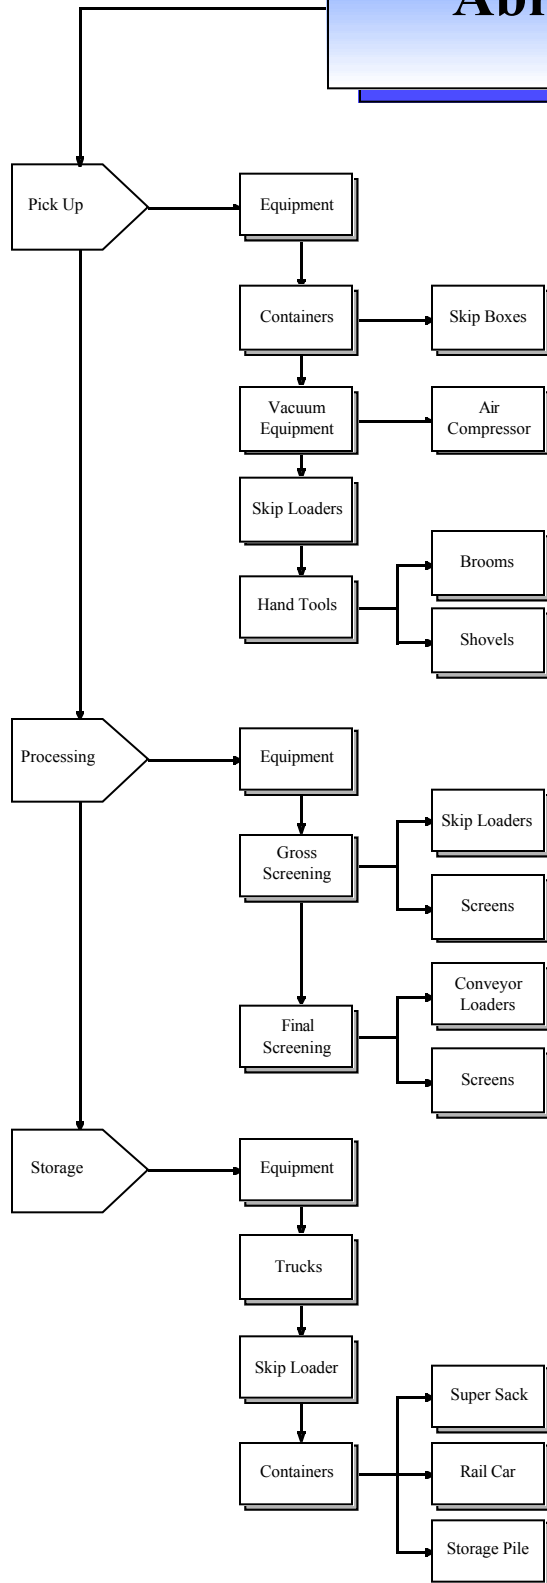 Pick Up
Equipment
Containers
Skip Boxes
Vacuum
Equipment
Air
Compressor
Skip Loaders
Hand Tools
Brooms
Shovels
Processing
Equipment
Gross
Screening
Skip Loaders
Screens
Final
Screening
Conveyor
Loaders
Screens
Storage
Equipment
Trucks
Skip Loader
Containers
Super Sack
Rail Car
Storage Pile